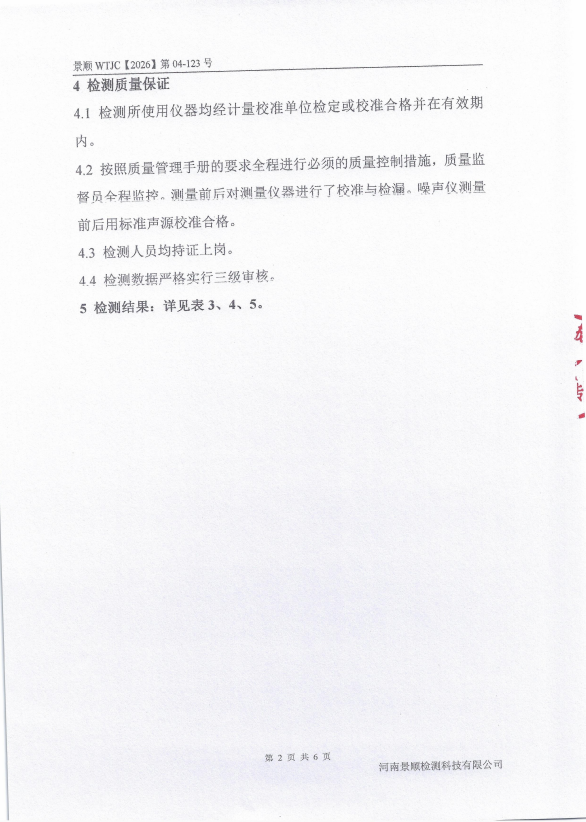 景顺 WTJC【2026】第 04-123 号
4 检测质量保证
4.1 检测所使用仪器均经计量校准单位检定或校准合格并在有效期
内。
4.2 按照质量管理手册的要求全程进行必须的质量控制措施，质量监
督员全程监控。测量前后对测量仪器进行了校准与检漏。噪声仪测量
前后用标准声源校准合格。
4.3 检测人员均持证上岗。
4.4 检测数据严格实行三级审核。
5 检测结果：详见表 3、4、5。
第 2 页 共 6 页
河南景顺检测科技有限公司